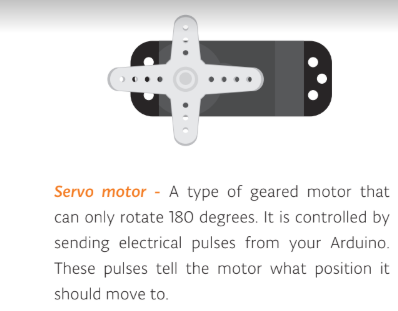 Servo motor - A type of geared motor that
can only rotate 180 degrees. It is controlled by
sending electrical pulses from your Arduino.
These pulses tell the motor what position it
should move to.